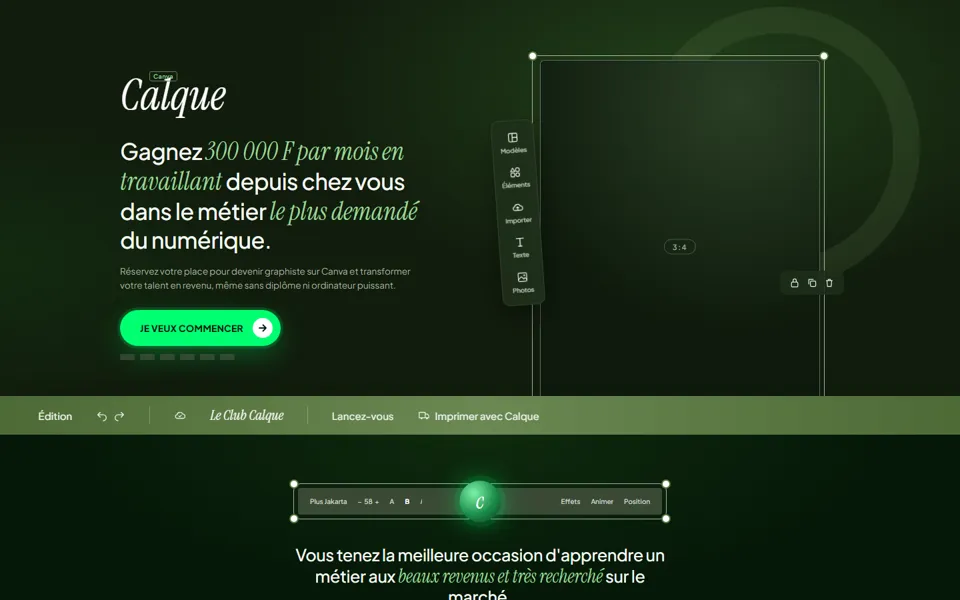 Canva
Calque
Gagnez 300 000 F par mois en
travaillant depuis chez vous
dans le métier le plus demandé
du numérique.
Réservez votre place pour devenir graphiste sur Canva et transformer
votre talent en revenu, même sans diplôme ni ordinateur puissant.
JE VEUX COMMENCER
Modèles
Éléments
Importer
Texte
Photos
3:4
Édition
Le Club Calque
Lancez-vous
Imprimer avec Calque
Plus Jakarta
– 58 +
A
B
i
C
Effets
Animer
Position
Vous tenez la meilleure occasion d'apprendre un
métier aux beaux revenus et très recherché sur le
marché